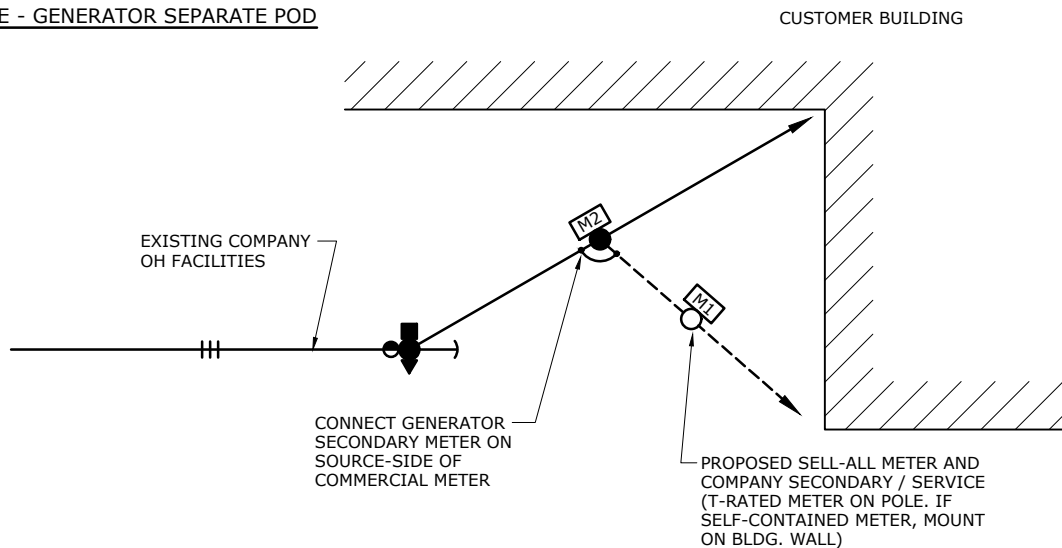 E - GENERATOR SEPARATE POD
CUSTOMER BUILDING
M2
EXISTING COMPANY
OH FACILITIES
M1
CONNECT GENERATOR
SECONDARY METER ON
SOURCE-SIDE OF
COMMERCIAL METER
PROPOSED SELL-ALL METER AND
COMPANY SECONDARY / SERVICE
(T-RATED METER ON POLE. IF
SELF-CONTAINED METER, MOUNT
ON BLDG. WALL)